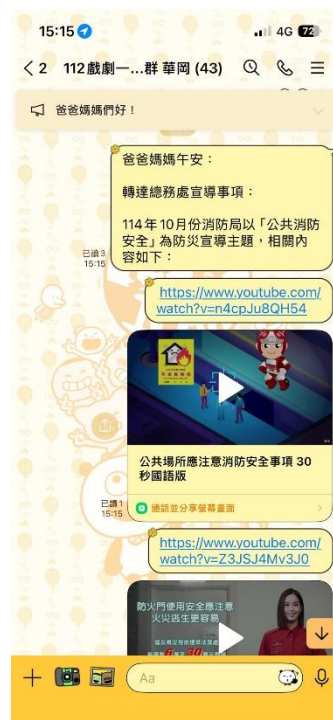 15:15
4G 72
2 112戲劇一...群 華岡 (43)
爸爸媽媽們好！
爸爸媽媽午安：
轉達總務處宣導事項：
114年10月份消防局以「公共消防
安全」為防災宣導主題，相關內
容如下：
已讀3
15:15
https://www.youtube.com/
watch?v=n4cpJu8QH54
公共場所應注意消防安全事項 30
秒國語版
通話並分享螢幕畫面
已讀1
15:15
https://www.youtube.com/
watch?v=Z3JSJ4Mv3J0
防火門使用安全應注意
火災逃生更容易
Aa